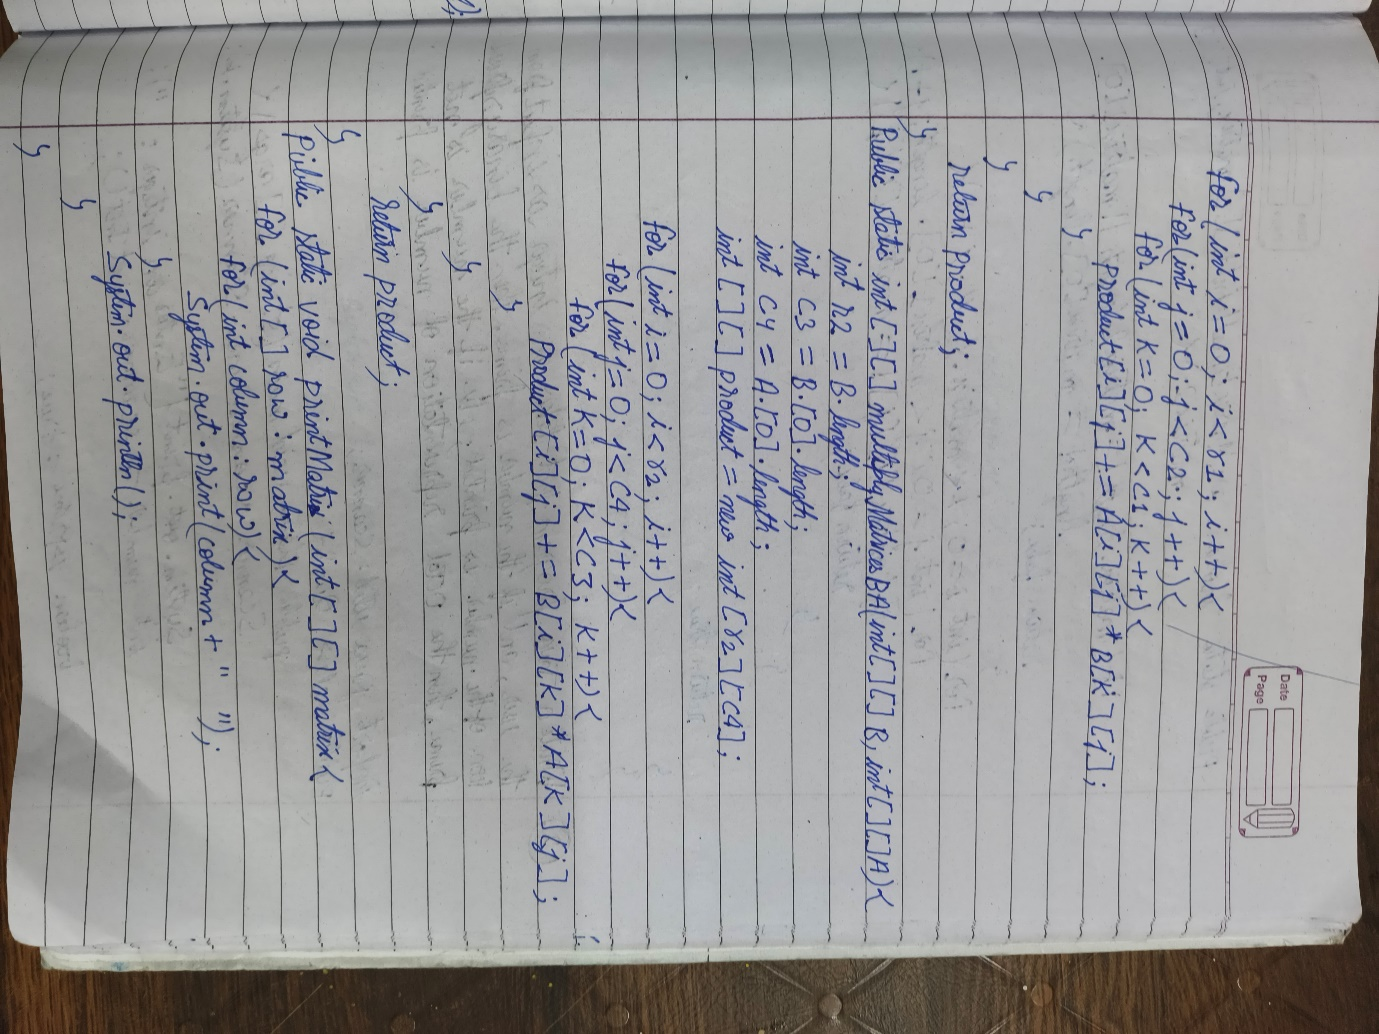 Date
Page
for(int i=0; i<r1; i++){
for(int j=0; j<C2; j++){
for(int k=0; K<C1; K++){
product[i][j]+=A[i][j]*B[K][j];
}
}
}
return product;
}
Public static int[][] multiplyMatricesBA(int[][] B, int[][]A){
int r2 = B.length;
int C3 = B.[0].length;
int C4 = A.[0].length;
int[][] product = new int[r2][C4];
for(int i=0; i<r2; i++){
for(int j=0; j<C4; j++){
for(int K=0; K<C3; K++){
Product[i][j]+=B[i][K]*A[K][j];
}
}
}
return product;
}
Public static void printMatrix(int[][] matrix{
for(int[] row : matrix){
for(int column : row){
System.out.print(column+" ");
}
System.out.println();
}
}